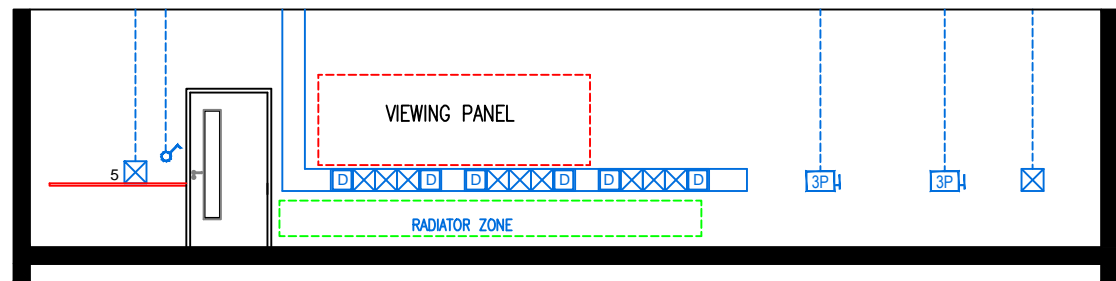 VIEWING PANEL
5
D D D D D D 3P 3P
RADIATOR ZONE